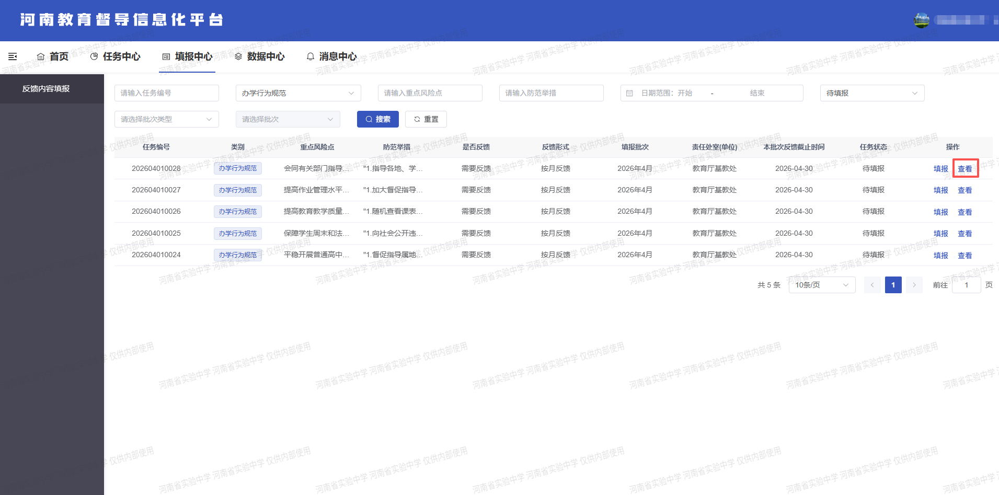 河南教育督导信息化平台
首页 任务中心 填报中心 数据中心 消息中心
反馈内容填报
请输入任务编号 办学行为规范 请输入重点风险点 请输入防范举措 日期范围：开始 - 结束 待填报
请选择批次类型 请选择批次 搜索 重置
任务编号 类别 重点风险点 防范举措 是否反馈 反馈形式 填报批次 责任处室(单位) 本批次反馈截止时间 任务状态 操作
202604010028 办学行为规范 会同有关部门指导... "1.指导各地、学... 需要反馈 按月反馈 2026年4月 教育厅基教处 2026-04-30 待填报 填报 查看
202604010027 办学行为规范 提高作业管理水平... "1.加大督促指导... 需要反馈 按月反馈 2026年4月 教育厅基教处 2026-04-30 待填报 填报 查看
202604010026 办学行为规范 提高教育教学质量... "1.随机查看课表... 需要反馈 按月反馈 2026年4月 教育厅基教处 2026-04-30 待填报 填报 查看
202604010025 办学行为规范 保障学生周末和法... "1.向社会公开违... 需要反馈 按月反馈 2026年4月 教育厅基教处 2026-04-30 待填报 填报 查看
202604010024 办学行为规范 平稳开展普通高中... "1.督促指导属地... 需要反馈 按月反馈 2026年4月 教育厅基教处 2026-04-30 待填报 填报 查看
共 5 条 10条/页 1 前往 1 页
河南省实验中学 河南省实验中学 仅供内部使用